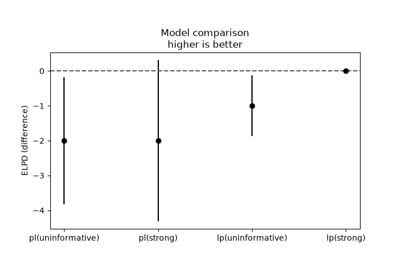 Model comparison
higher is better
ELPD (difference)
0
−1
−2
−3
−4
pl(uninformative)
pl(strong)
lp(uninformative)
lp(strong)